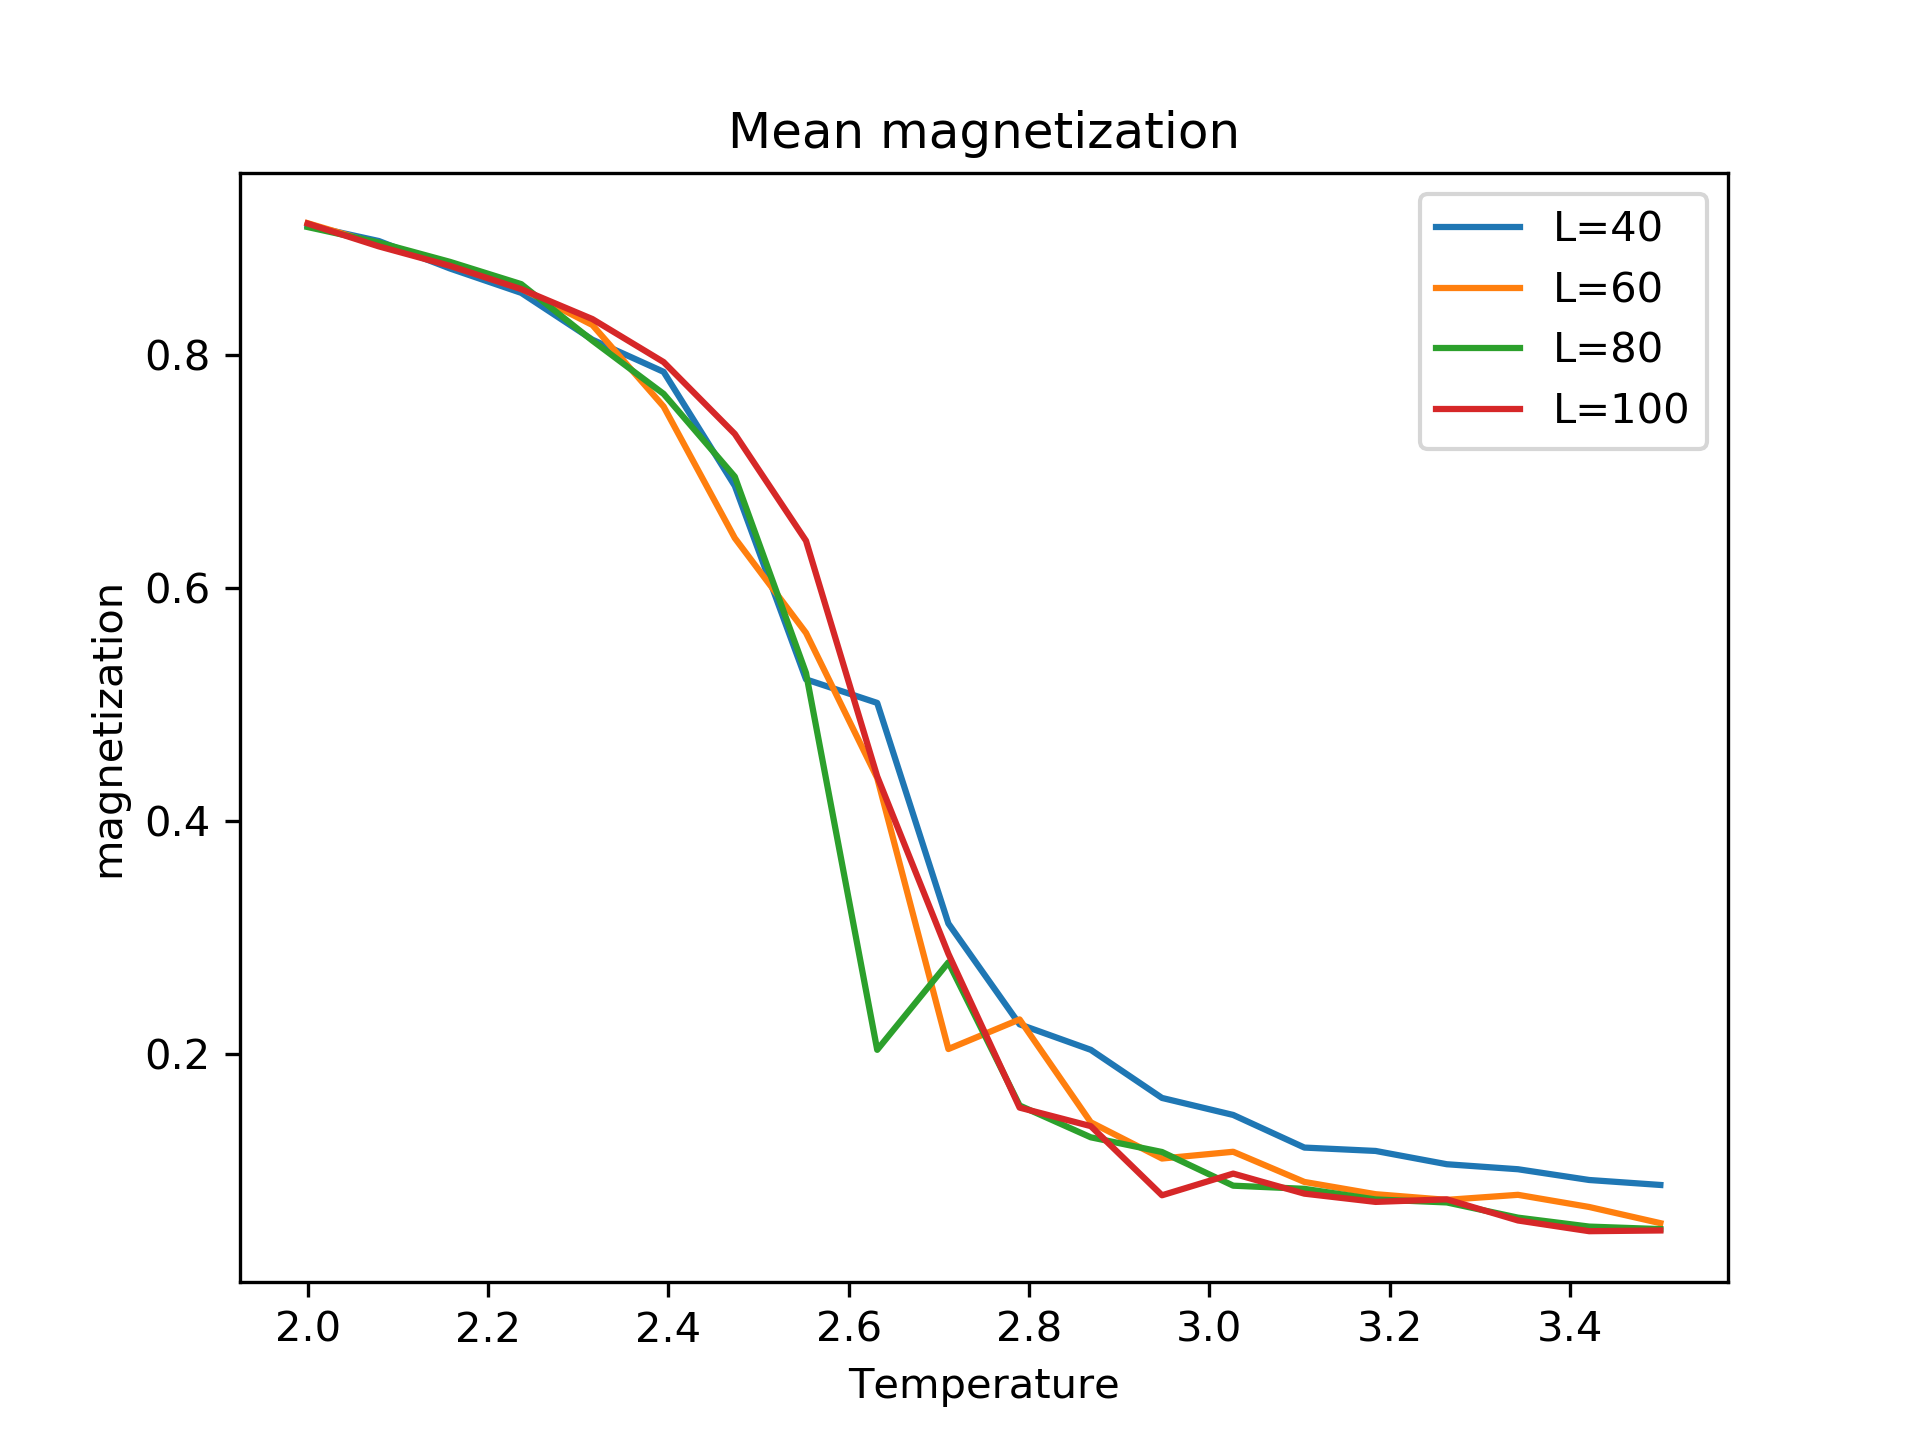 Mean magnetization
L=40
L=60
L=80
L=100
magnetization
0.8
0.6
0.4
0.2
2.0 2.2 2.4 2.6 2.8 3.0 3.2 3.4
Temperature